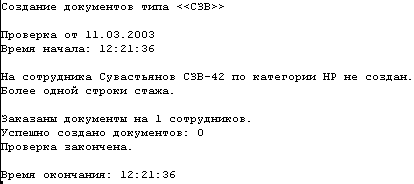 Создание документов типа <<СЗВ>>
Проверка от 11.03.2003
Время начала: 12:21:36
На сотрудника Сувастьянов СЗВ-42 по категории НР не создан.
Более одной строки стажа.
Заказаны документы на 1 сотрудников.
Успешно создано документов: 0
Проверка закончена.
Время окончания: 12:21:36